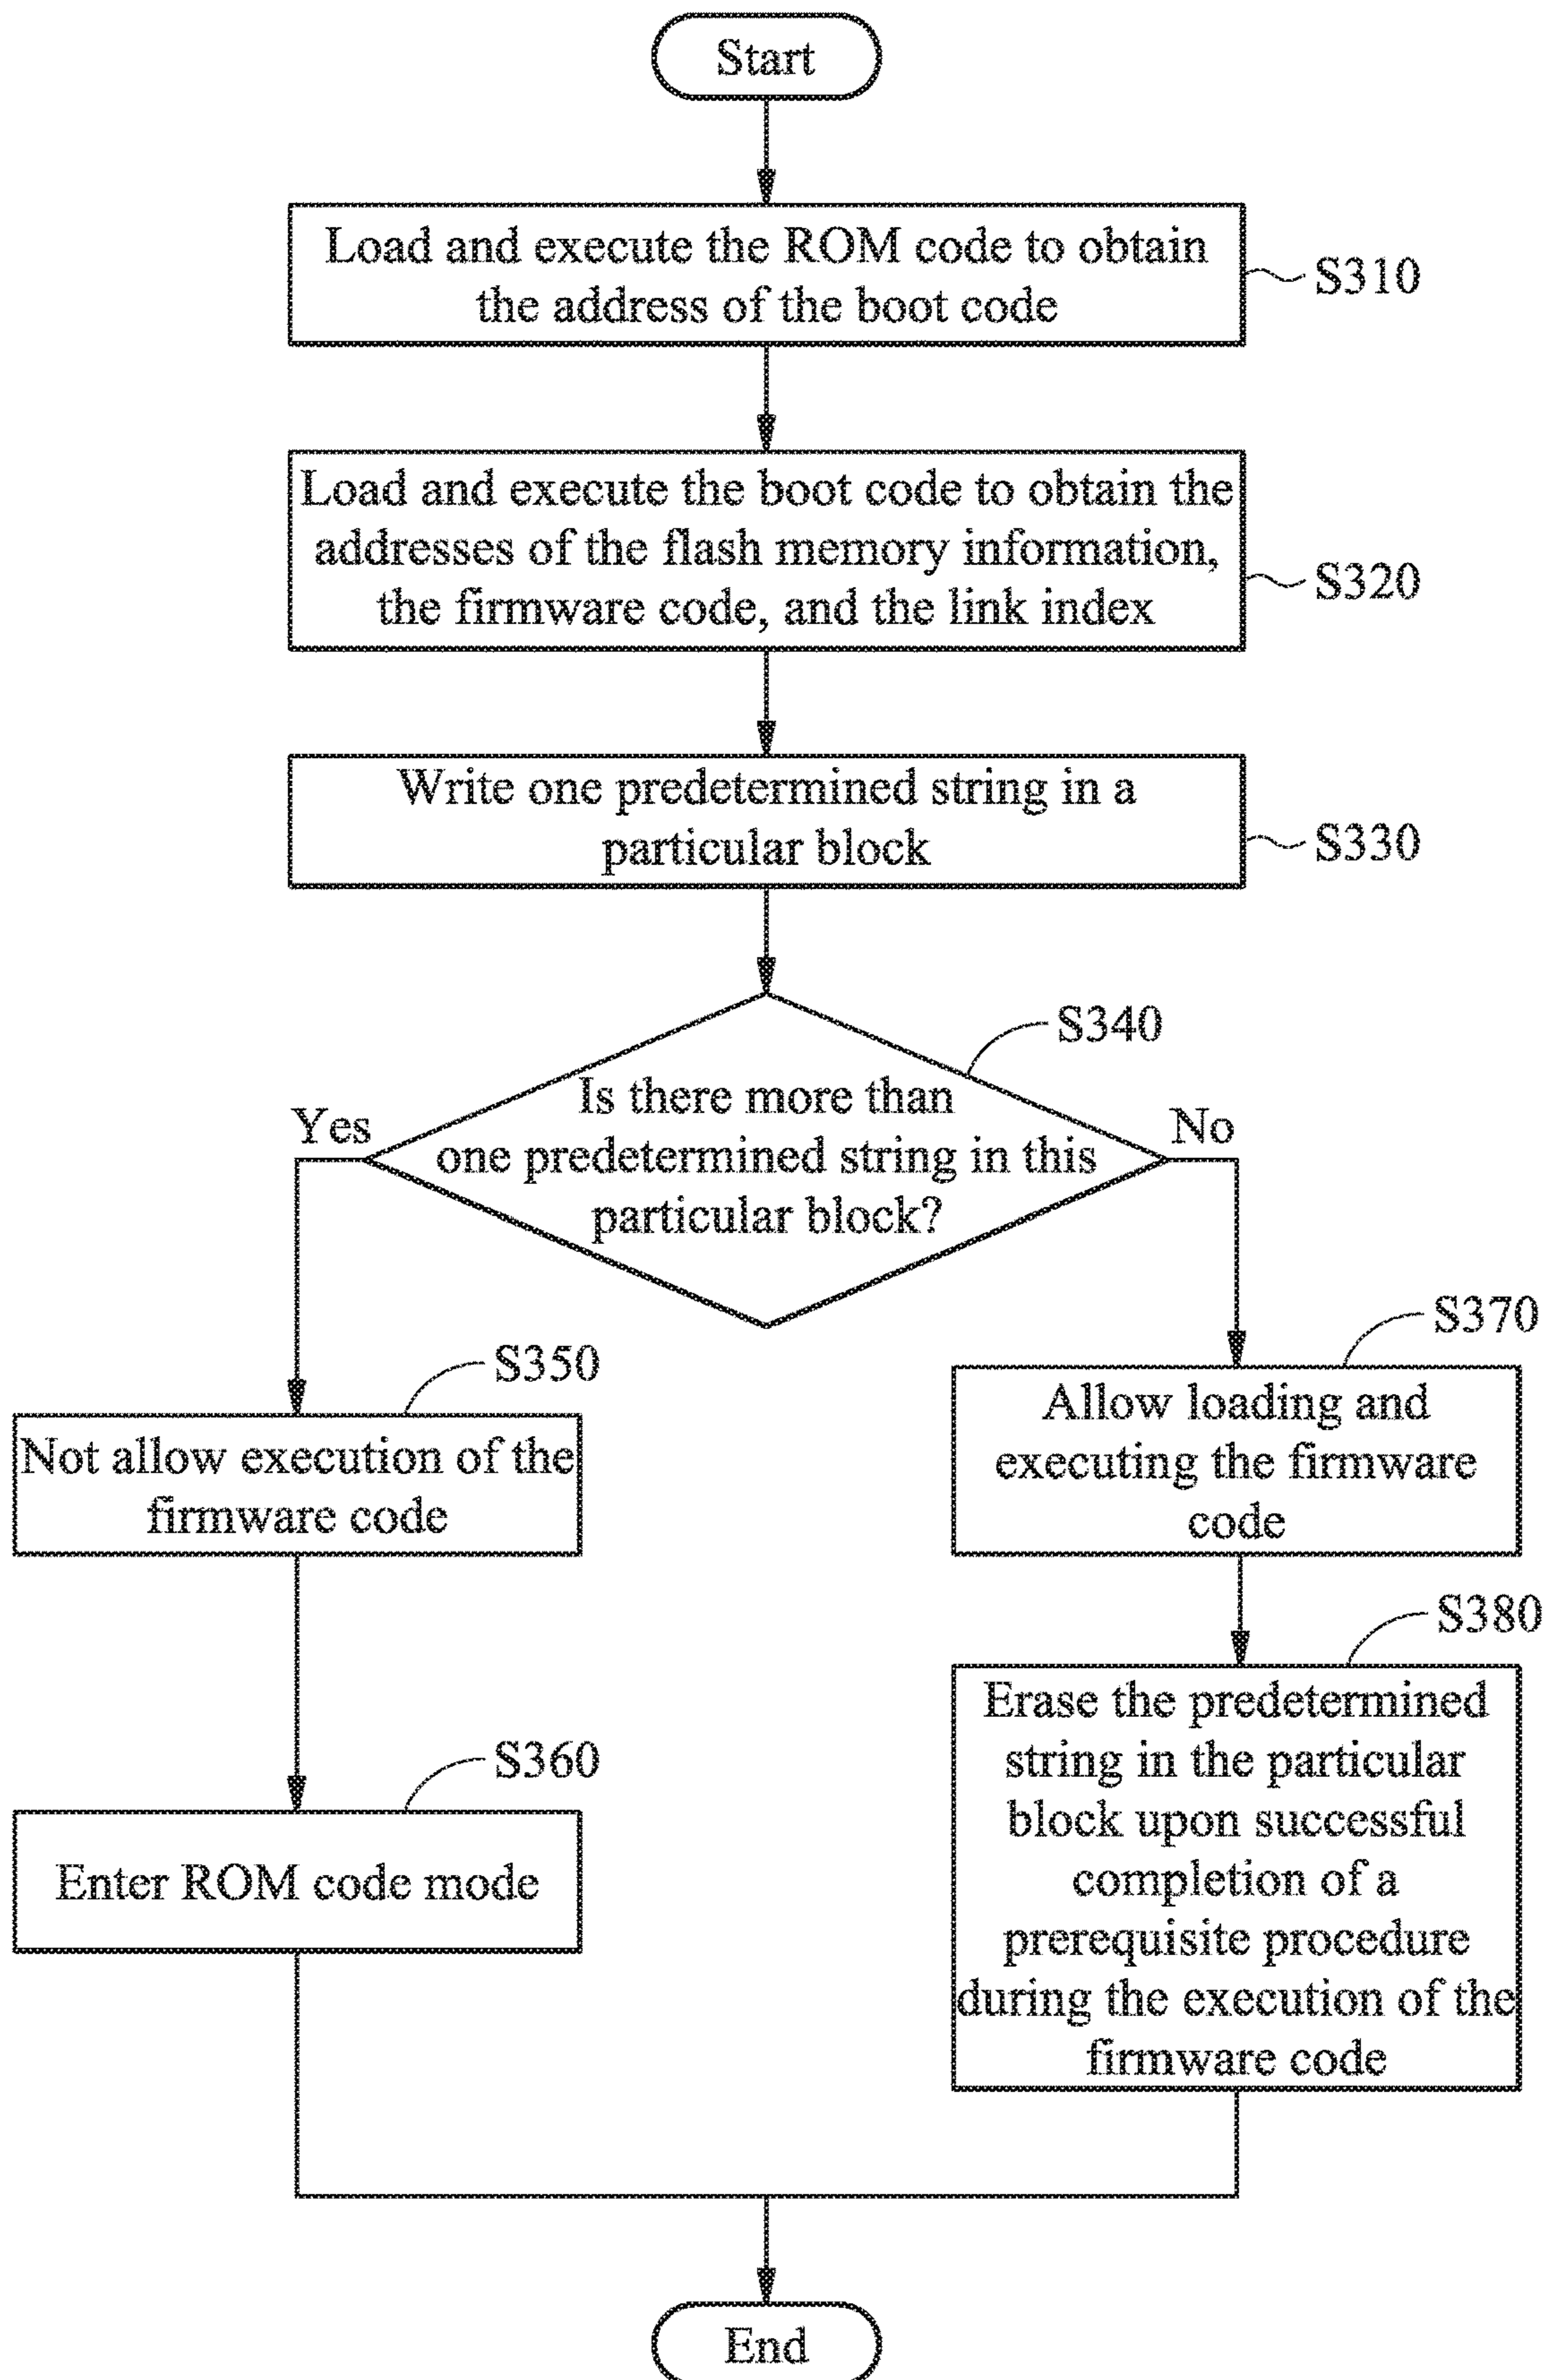 Start
Load and execute the ROM code to obtain
the address of the boot code
S310
Load and execute the boot code to obtain the
addresses of the flash memory information,
the firmware code, and the link index
S320
Write one predetermined string in a
particular block
S330
S340
Is there more than
one predetermined string in this
particular block?
Yes
No
S350
Not allow execution of the
firmware code
S370
Allow loading and
executing the firmware
code
S360
Enter ROM code mode
S380
Erase the predetermined
string in the particular
block upon successful
completion of a
prerequisite procedure
during the execution of the
firmware code
End